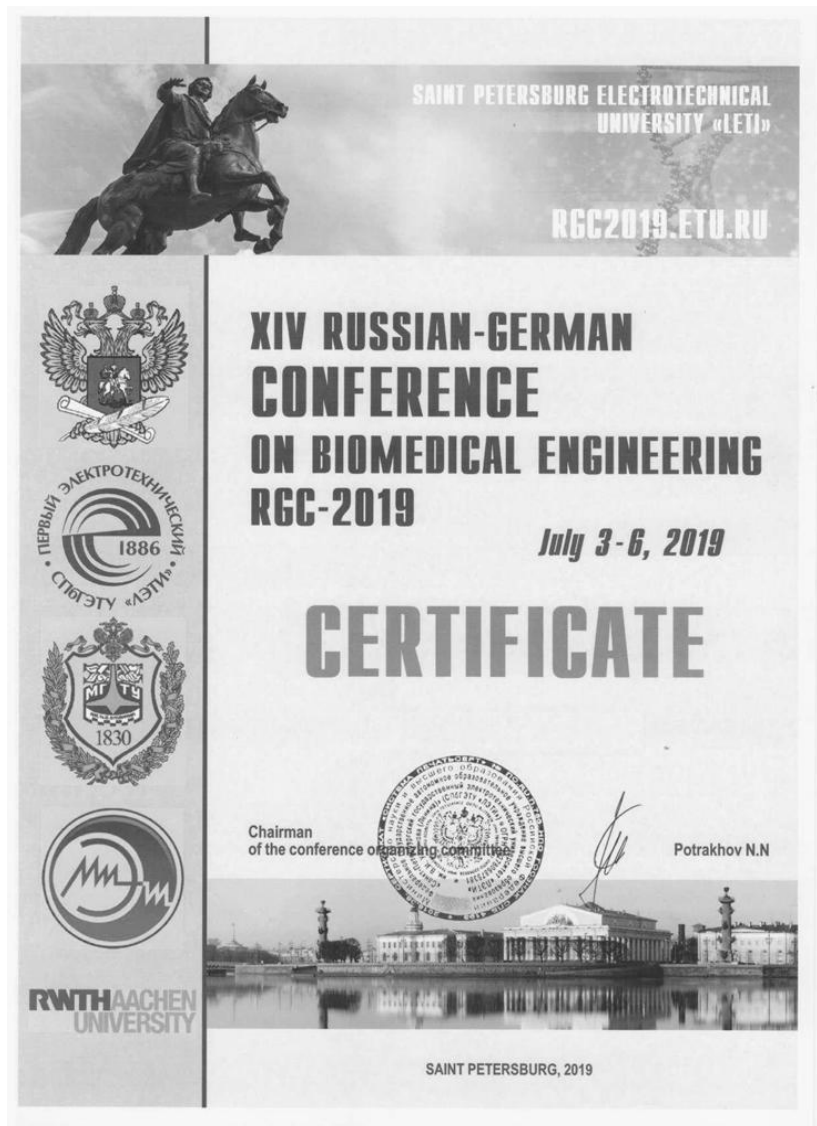 SAINT PETERSBURG ELECTROTECHNICAL
UNIVERSITY «LETI»
RGC2019.ETU.RU
XIV RUSSIAN-GERMAN
CONFERENCE
ON BIOMEDICAL ENGINEERING
RGC-2019
July 3-6, 2019
CERTIFICATE
ПЕРВЫЙ ЭЛЕКТРОТЕХНИЧЕСКИЙ
1886
СПбГЭТУ «ЛЭТИ»
МГТУ
1830
Chairman
of the conference organizing committee
Potrakhov N.N
RWTHAACHEN
UNIVERSITY
SAINT PETERSBURG, 2019